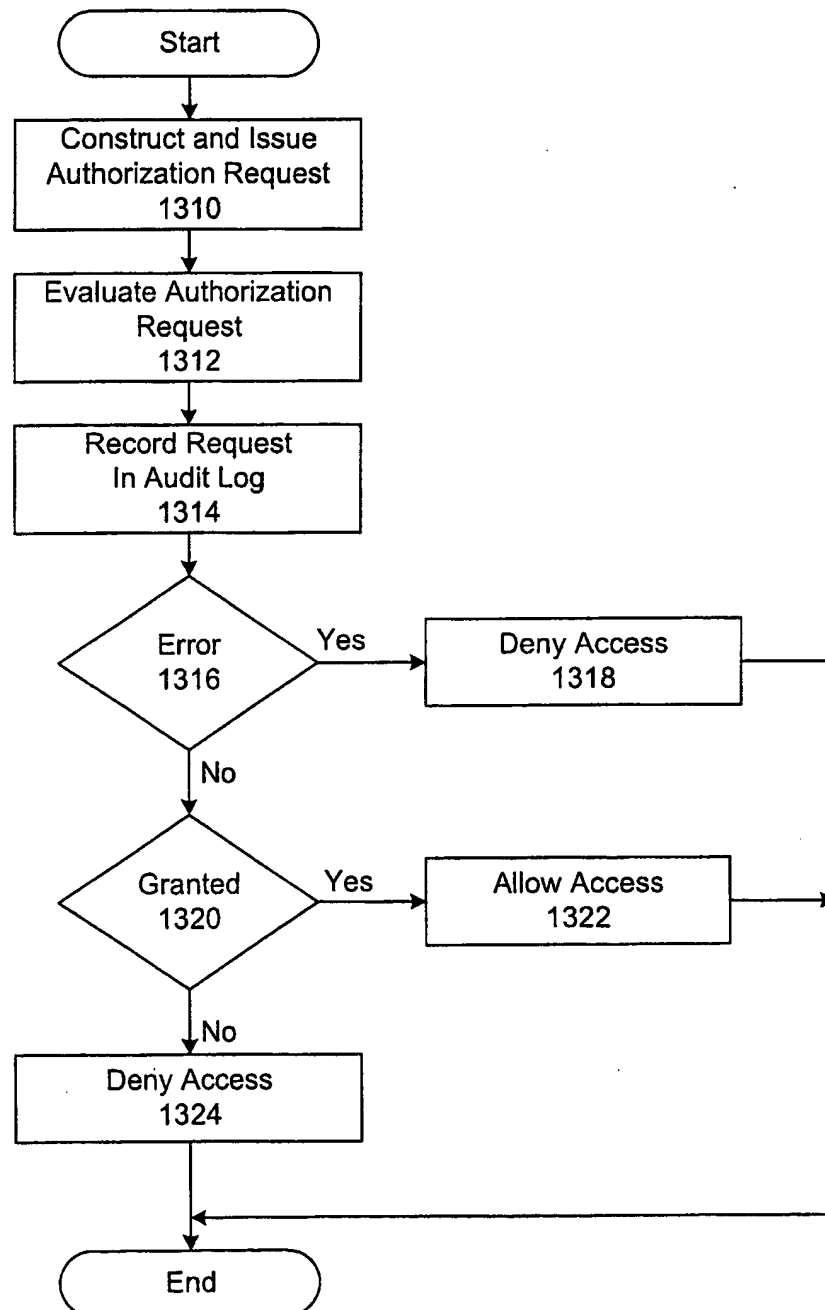 Start
Construct and Issue
Authorization Request
1310
Evaluate Authorization
Request
1312
Record Request
In Audit Log
1314
Error
1316
Yes
Deny Access
1318
No
Granted
1320
Yes
Allow Access
1322
No
Deny Access
1324
End